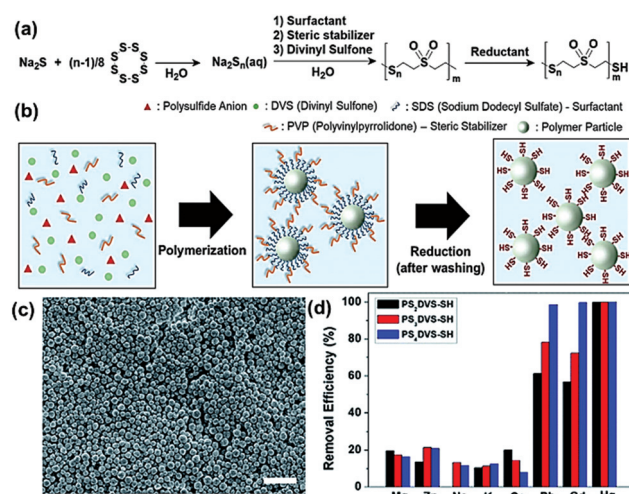 (a)
1) Surfactant
2) Steric stabilizer
3) Divinyl Sulfone
Na₂S + (n-1)/8
S-S
S S
S S
S-S
H₂O
Na₂Sₙ(aq)
H₂O
O O
S
Sₙ
m
Reductant
O O
S
Sₙ
m
SH
(b)
: Polysulfide Anion
: DVS (Divinyl Sulfone)
: SDS (Sodium Dodecyl Sulfate) - Surfactant
: PVP (Polyvinylpyrrolidone) – Steric Stabilizer
: Polymer Particle
Polymerization
Reduction
(after washing)
HS
SH
(c)
(d)
Removal Efficiency (%)
100
80
60
40
20
0
PS₂DVS-SH
PS₃DVS-SH
PS₄DVS-SH